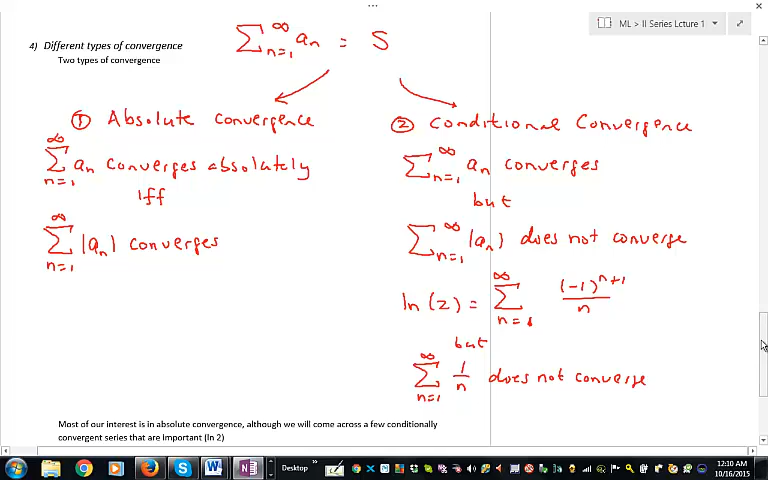 ML > II Series Lcture 1
4) Different types of convergence
Two types of convergence
∑_{n=1}^{∞} a_n = S
① Absolute convergence
∑_{n=1}^{∞} a_n converges absolutely
iff
∑_{n=1}^{∞} |a_n| converges
② Conditional Convergence
∑_{n=1}^{∞} a_n converges
but
∑_{n=1}^{∞} |a_n| does not converge
ln(2) = ∑_{n=1}^{∞} (-1)^{n+1}/n
but
∑_{n=1}^{∞} 1/n does not converge
Most of our interest is in absolute convergence, although we will come across a few conditionally
convergent series that are important (ln 2)
Desktop
12:10 AM
10/16/2015